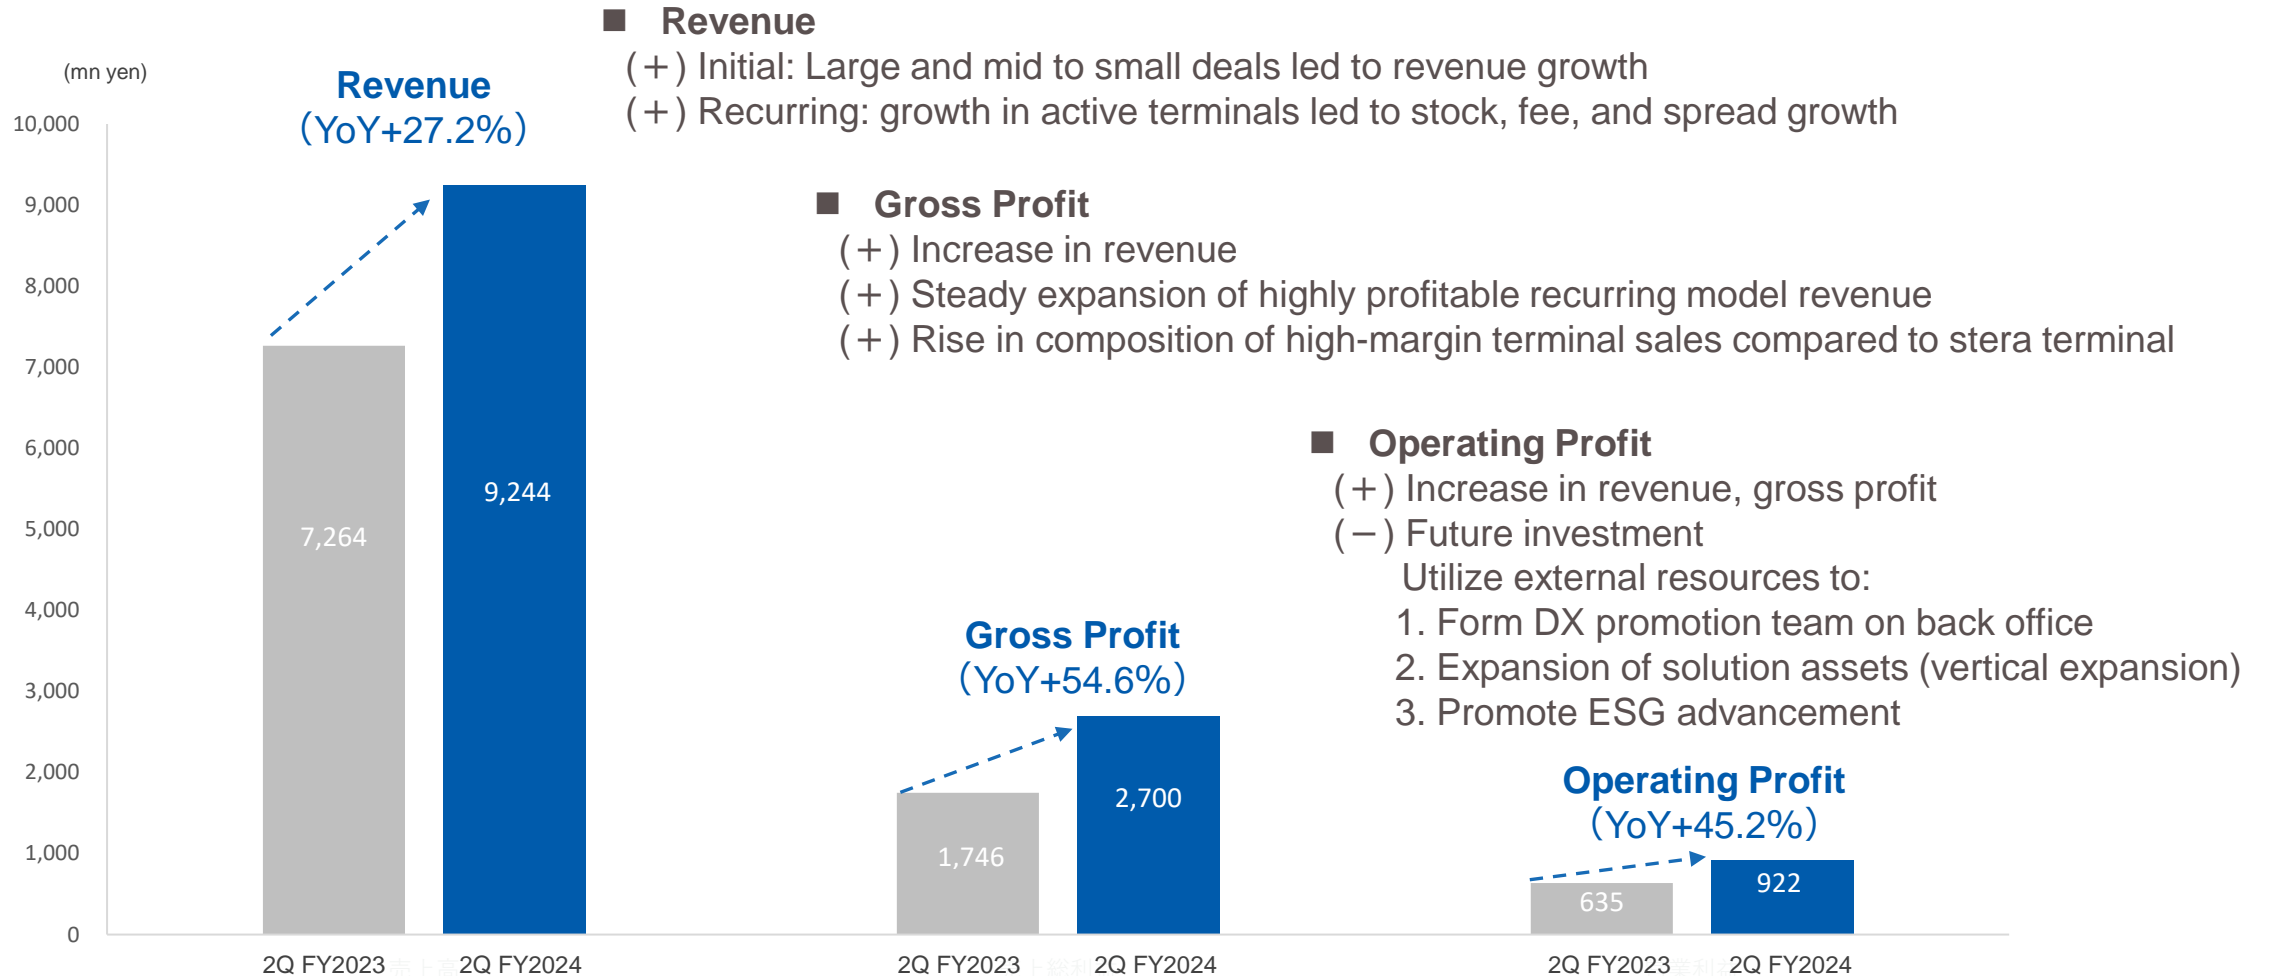 ■ Revenue
(＋) Initial: Large and mid to small deals led to revenue growth
(＋) Recurring: growth in active terminals led to stock, fee, and spread growth
(mn yen)
Revenue
（YoY+27.2%）
■ Gross Profit
(＋) Increase in revenue
(＋) Steady expansion of highly profitable recurring model revenue
(＋) Rise in composition of high-margin terminal sales compared to stera terminal
■ Operating Profit
(＋) Increase in revenue, gross profit
(－) Future investment
Utilize external resources to:
1. Form DX promotion team on back office
2. Expansion of solution assets (vertical expansion)
3. Promote ESG advancement
Gross Profit
（YoY+54.6%）
Operating Profit
（YoY+45.2%）
10,000
9,000
8,000
7,000
6,000
5,000
4,000
3,000
2,000
1,000
0
7,264
9,244
1,746
2,700
635
922
2Q FY2023
売上高
2Q FY2024
2Q FY2023
2Q FY2024
2Q FY2023
2Q FY2024